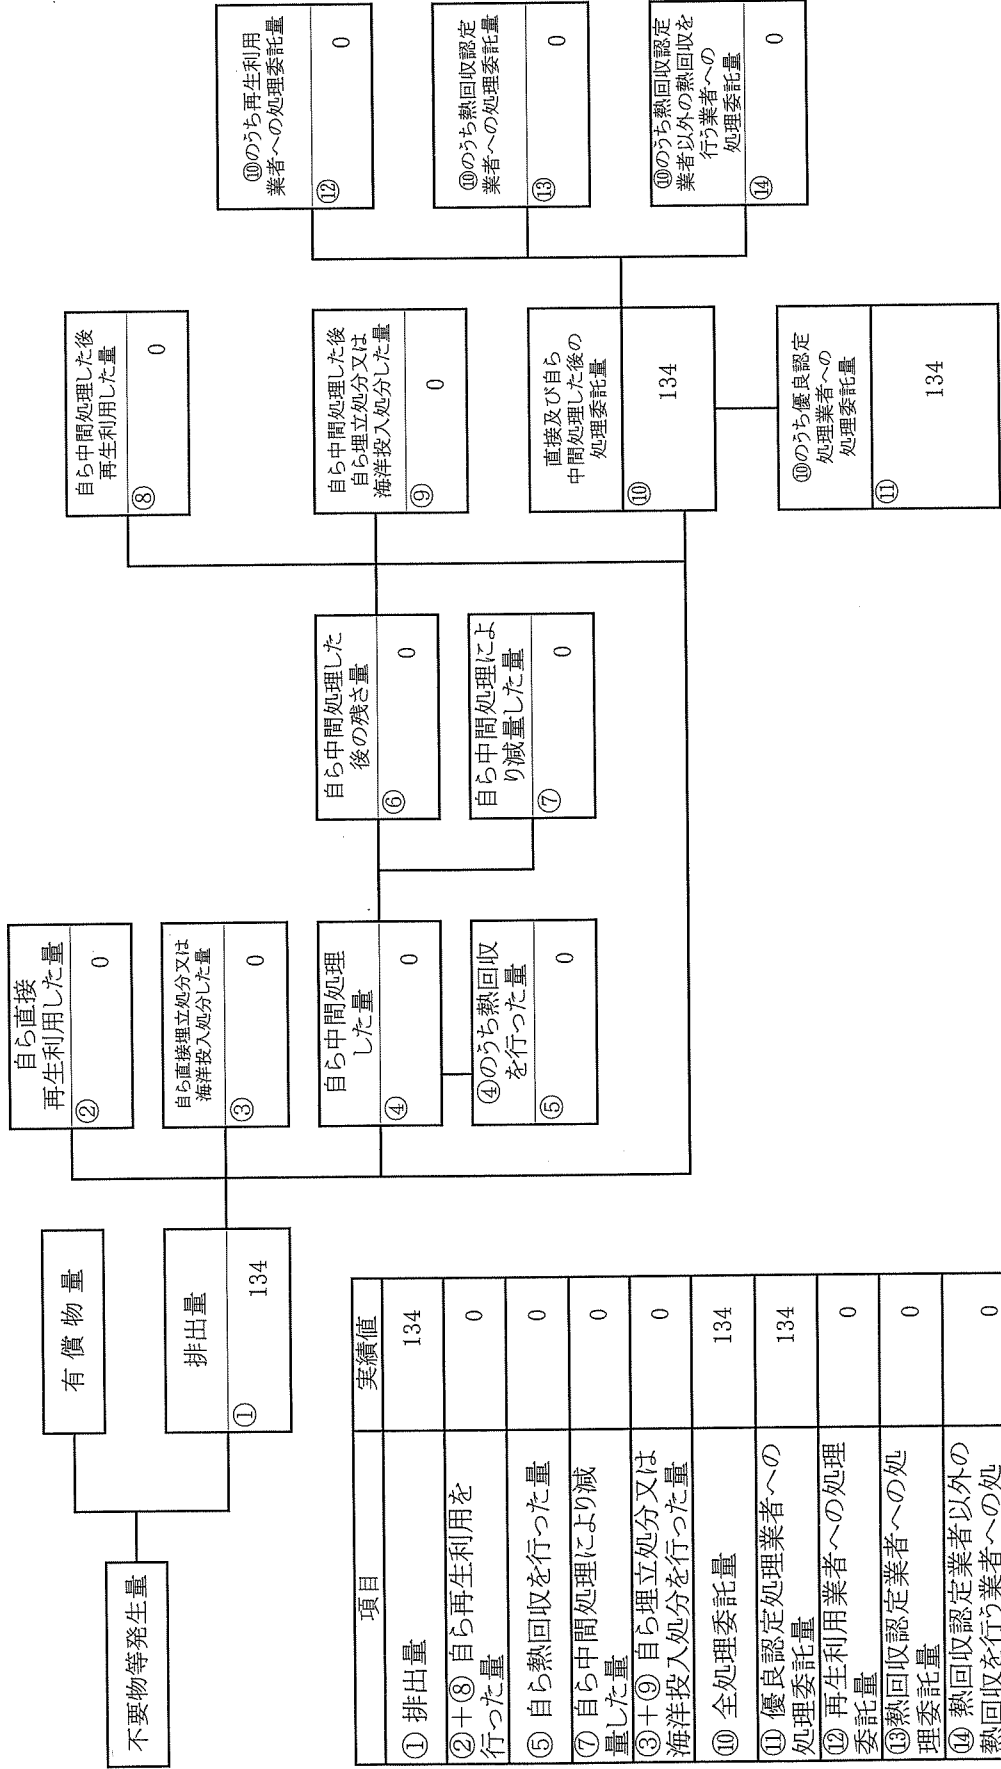 不要物等発生量
有償物量
排出量
①
134
自ら直接
再生利用した量
②
0
自ら直接埋立処分又は
海洋投入処分した量
③
0
自ら中間処理
した量
④
0
④のうち熱回収
を行った量
⑤
0
自ら中間処理した
後の残さ量
⑥
0
自ら中間処理によ
り減量した量
⑦
0
自ら中間処理した後
再生利用した量
⑧
0
自ら中間処理した後
自ら埋立処分又は
海洋投入処分した量
⑨
0
直接及び自ら
中間処理した後の
処理委託量
⑩
134
⑩のうち優良認定
処理業者への
処理委託量
⑪
134
⑩のうち再生利用
業者への処理委託量
⑫
0
⑩のうち熱回収認定
業者への処理委託量
⑬
0
⑩のうち熱回収認定
業者以外の熱回収を
行う業者への
処理委託量
⑭
0
項目 実績値
① 排出量 134
②+⑧ 自ら再生利用を
行った量 0
⑤ 自ら熱回収を行った量 0
⑦ 自ら中間処理により減
量した量 0
③+⑨ 自ら埋立処分又は
海洋投入処分を行った量 0
⑩ 全処理委託量 134
⑪ 優良認定処理業者への
処理委託量 134
⑫ 再生利用業者への処理
委託量 0
⑬熱回収認定業者への処
理委託量 0
⑭ 熱回収認定業者以外の
熱回収を行う業者への処 0